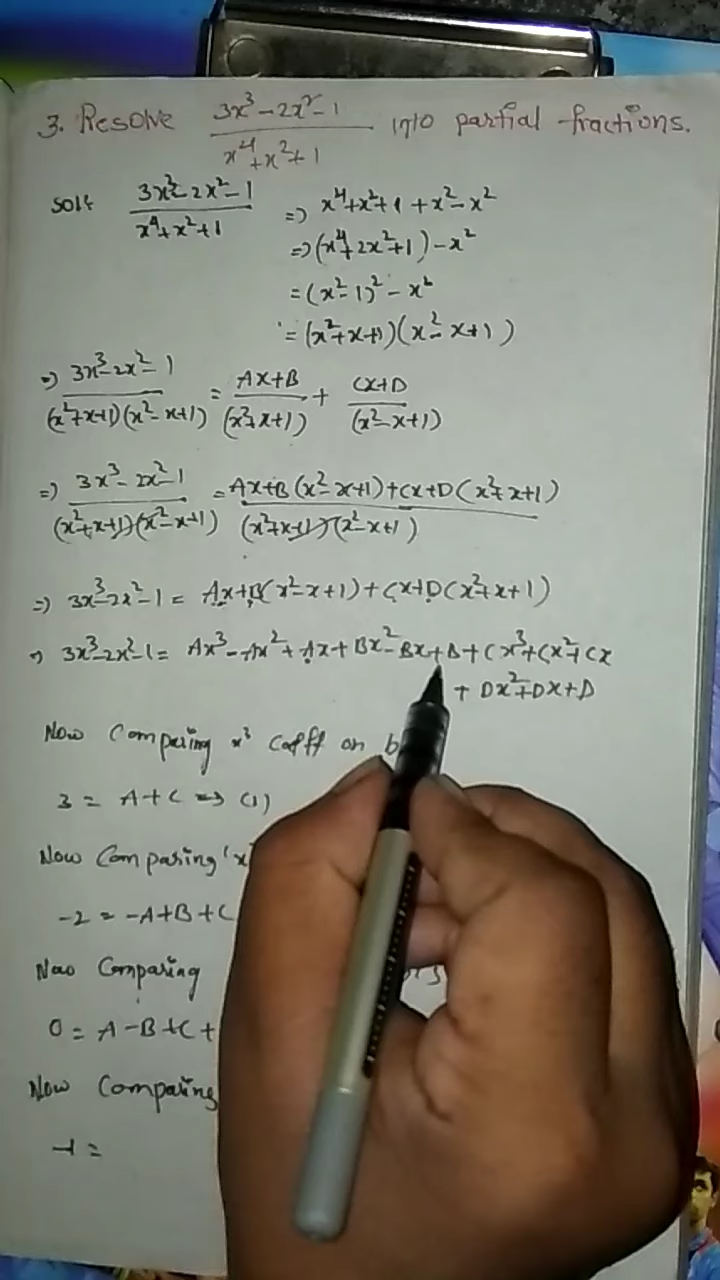 3. Resolve (3x³-2x²-1)/(x⁴+x²+1) into partial fractions.
Sol: (3x³-2x²-1)/(x⁴+x²+1) => x⁴+x²+1+x²-x²
=> (x⁴+2x²+1)-x²
= (x²-1)²-x²
= (x²+x+1)(x²-x+1)
=> (3x³-2x²-1)/((x²+x+1)(x²-x+1)) = (Ax+B)/(x²+x+1) + (Cx+D)/(x²-x+1)
=> (3x³-2x²-1)/((x²+x+1)(x²-x+1)) = (Ax+B(x²-x+1)+Cx+D(x²+x+1))/((x²+x+1)(x²-x+1))
=> 3x³-2x²-1 = Ax+B(x²-x+1)+Cx+D(x²+x+1)
=> 3x³-2x²-1 = Ax³-Ax²+Ax+Bx²-Bx+B+Cx³+Cx²+Cx
+Dx²+Dx+D
Now Comparing x³ Coeff on b
3 = A+C => (1)
Now Comparing 'x
-2 = -A+B+C
Now Comparing
0 = A-B+C+
Now Comparing
-1 =